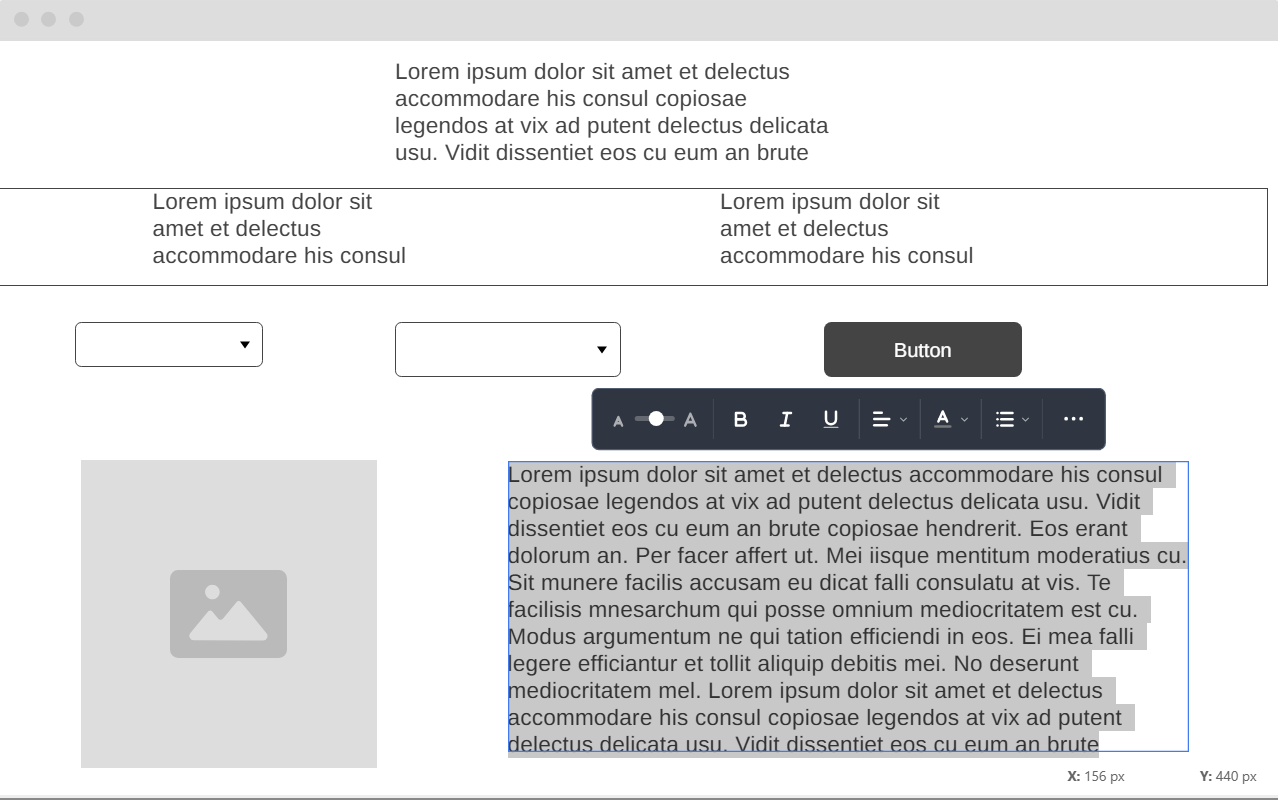 Lorem ipsum dolor sit amet et delectus
accommodare his consul copiosae
legendos at vix ad putent delectus delicata
usu. Vidit dissentiet eos cu eum an brute
Lorem ipsum dolor sit
amet et delectus
accommodare his consul
Lorem ipsum dolor sit
amet et delectus
accommodare his consul
Button
A A B I U A
Lorem ipsum dolor sit amet et delectus accommodare his consul
copiosae legendos at vix ad putent delectus delicata usu. Vidit
dissentiet eos cu eum an brute copiosae hendrerit. Eos erant
dolorum an. Per facer affert ut. Mei iisque mentitum moderatius cu.
Sit munere facilis accusam eu dicat falli consulatu at vis. Te
facilisis mnesarchum qui posse omnium mediocritatem est cu.
Modus argumentum ne qui tation efficiendi in eos. Ei mea falli
legere efficiantur et tollit aliquip debitis mei. No deserunt
mediocritatem mel. Lorem ipsum dolor sit amet et delectus
accommodare his consul copiosae legendos at vix ad putent
delectus delicata usu. Vidit dissentiet eos cu eum an brute
X: 156 px Y: 440 px